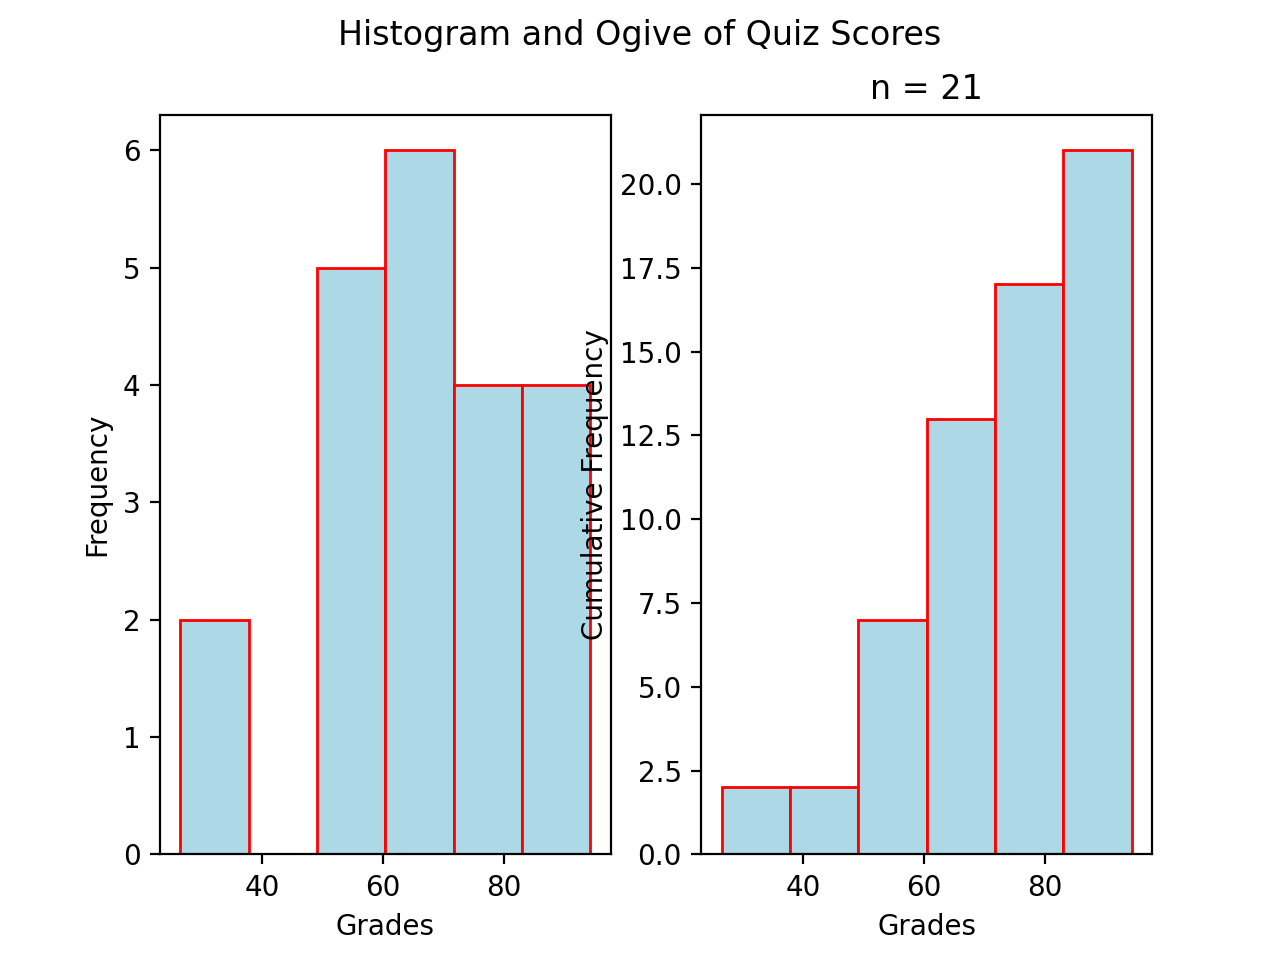 Histogram and Ogive of Quiz Scores
n = 21
Frequency
6
5
4
3
2
1
0
40 60 80
Grades
Cumulative Frequency
20.0
17.5
15.0
12.5
10.0
7.5
5.0
2.5
0.0
40 60 80
Grades